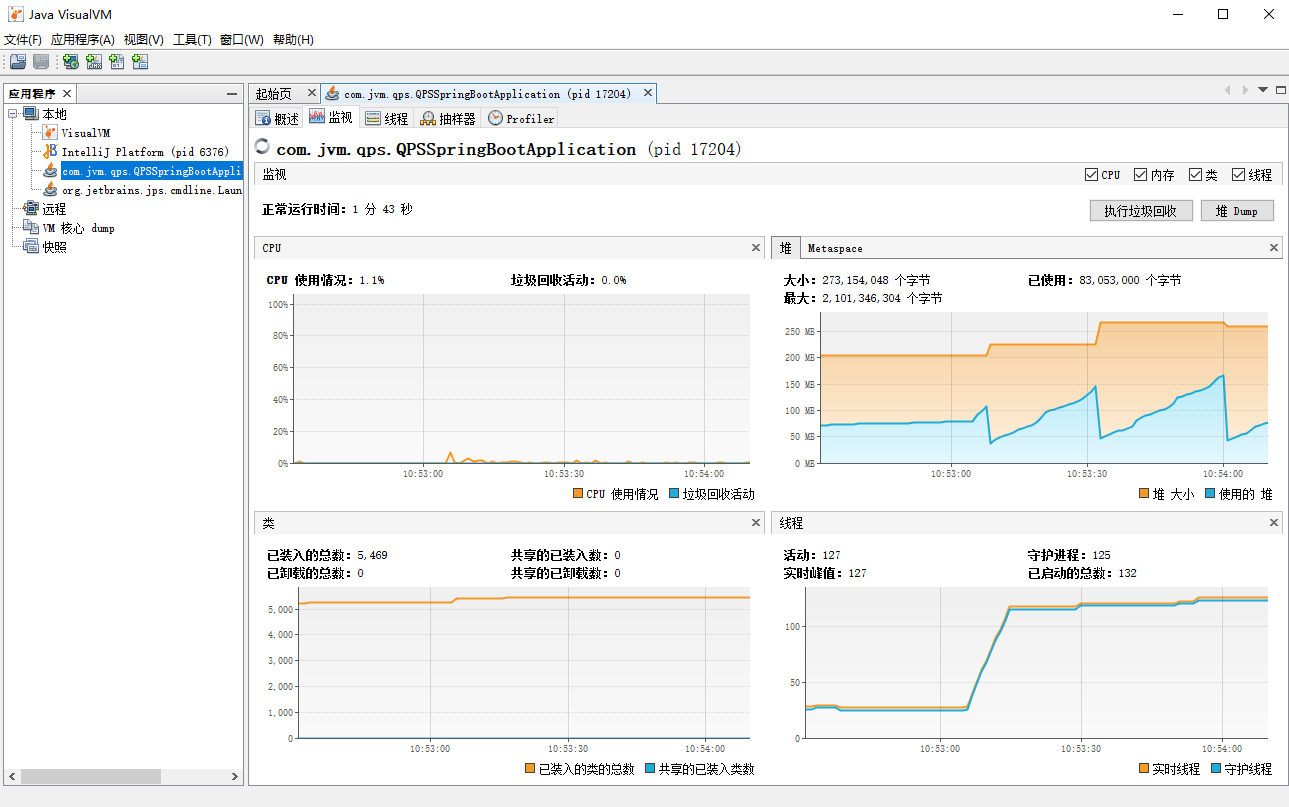 Java VisualVM
文件(F) 应用程序(A) 视图(V) 工具(T) 窗口(W) 帮助(H)
应用程序
本地
VisualVM
IntelliJ Platform (pid 6376)
com.jvm.qps.QPSSpringBootAppli
org.jetbrains.jps.cmdline.Laun
远程
VM 核心 dump
快照
起始页 com.jvm.qps.QPSSpringBootApplication (pid 17204)
概述 监视 线程 抽样器 Profiler
com.jvm.qps.QPSSpringBootApplication (pid 17204)
监视 CPU 内存 类 线程
正常运行时间: 1 分 43 秒 执行垃圾回收 堆 Dump
CPU
CPU 使用情况: 1.1% 垃圾回收活动: 0.0%
100%
80%
60%
40%
20%
0%
10:53:00 10:53:30 10:54:00
CPU 使用情况 垃圾回收活动
堆 Metaspace
大小: 273,154,048 个字节 已使用: 83,053,000 个字节
最大: 2,101,346,304 个字节
250 MB
200 MB
150 MB
100 MB
50 MB
0 MB
10:53:00 10:53:30 10:54:00
堆 大小 使用的 堆
类
已装入的总数: 5,469 共享的已装入数: 0
已卸载的总数: 0 共享的已卸载数: 0
5,000
4,000
3,000
2,000
1,000
0
10:53:00 10:53:30 10:54:00
已装入的类的总数 共享的已装入类数
线程
活动: 127 守护进程: 125
实时峰值: 127 已启动的总数: 132
100
50
0
10:53:00 10:53:30 10:54:00
实时线程 守护线程